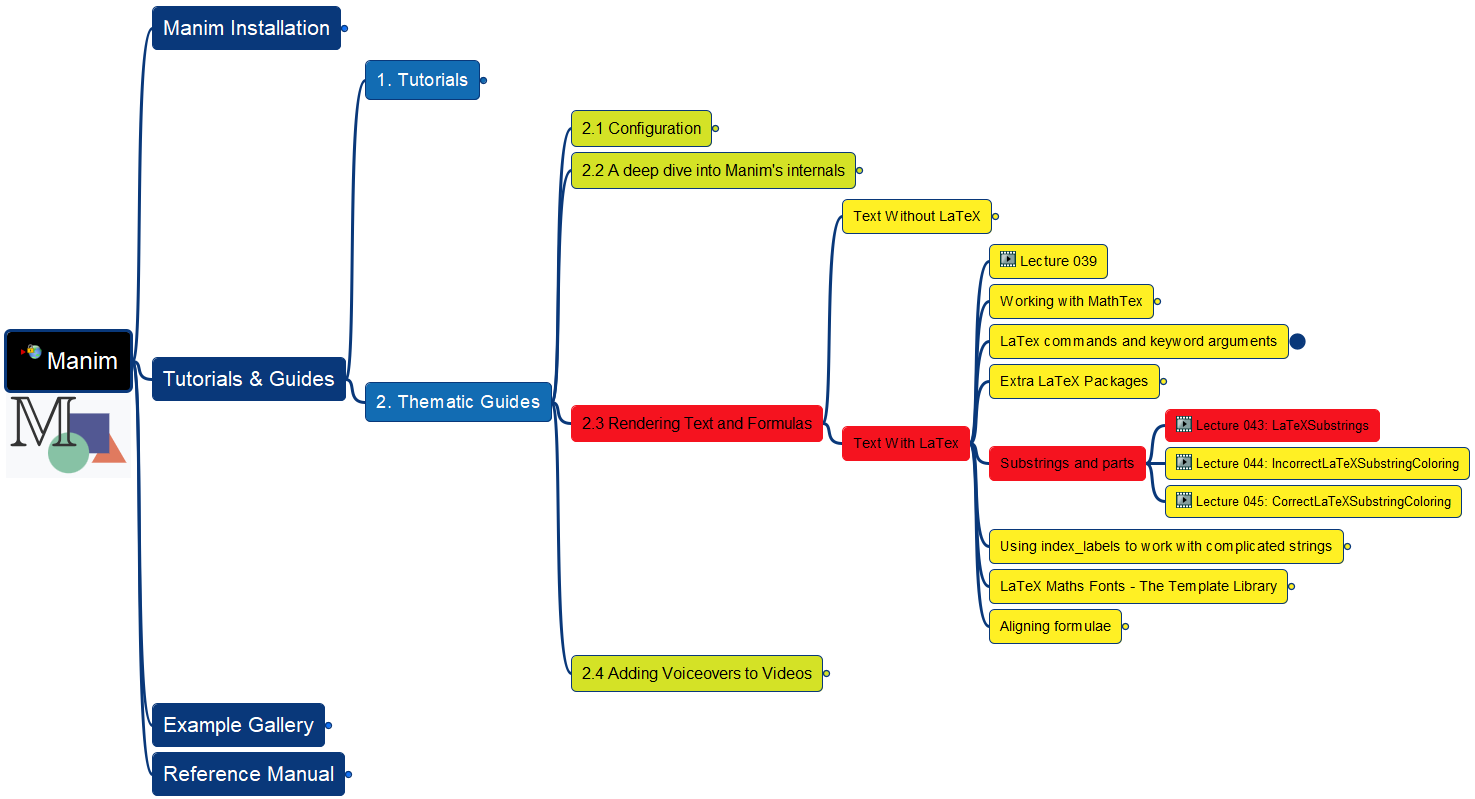 Manim Installation
1. Tutorials
2.1 Configuration
2.2 A deep dive into Manim's internals
Text Without LaTeX
Lecture 039
Working with MathTex
LaTex commands and keyword arguments
Manim
Tutorials & Guides
Extra LaTeX Packages
2. Thematic Guides
M
2.3 Rendering Text and Formulas
Text With LaTex
Substrings and parts
Lecture 043: LaTeXSubstrings
Lecture 044: IncorrectLaTeXSubstringColoring
Lecture 045: CorrectLaTeXSubstringColoring
Using index_labels to work with complicated strings
LaTeX Maths Fonts - The Template Library
Aligning formulae
2.4 Adding Voiceovers to Videos
Example Gallery
Reference Manual